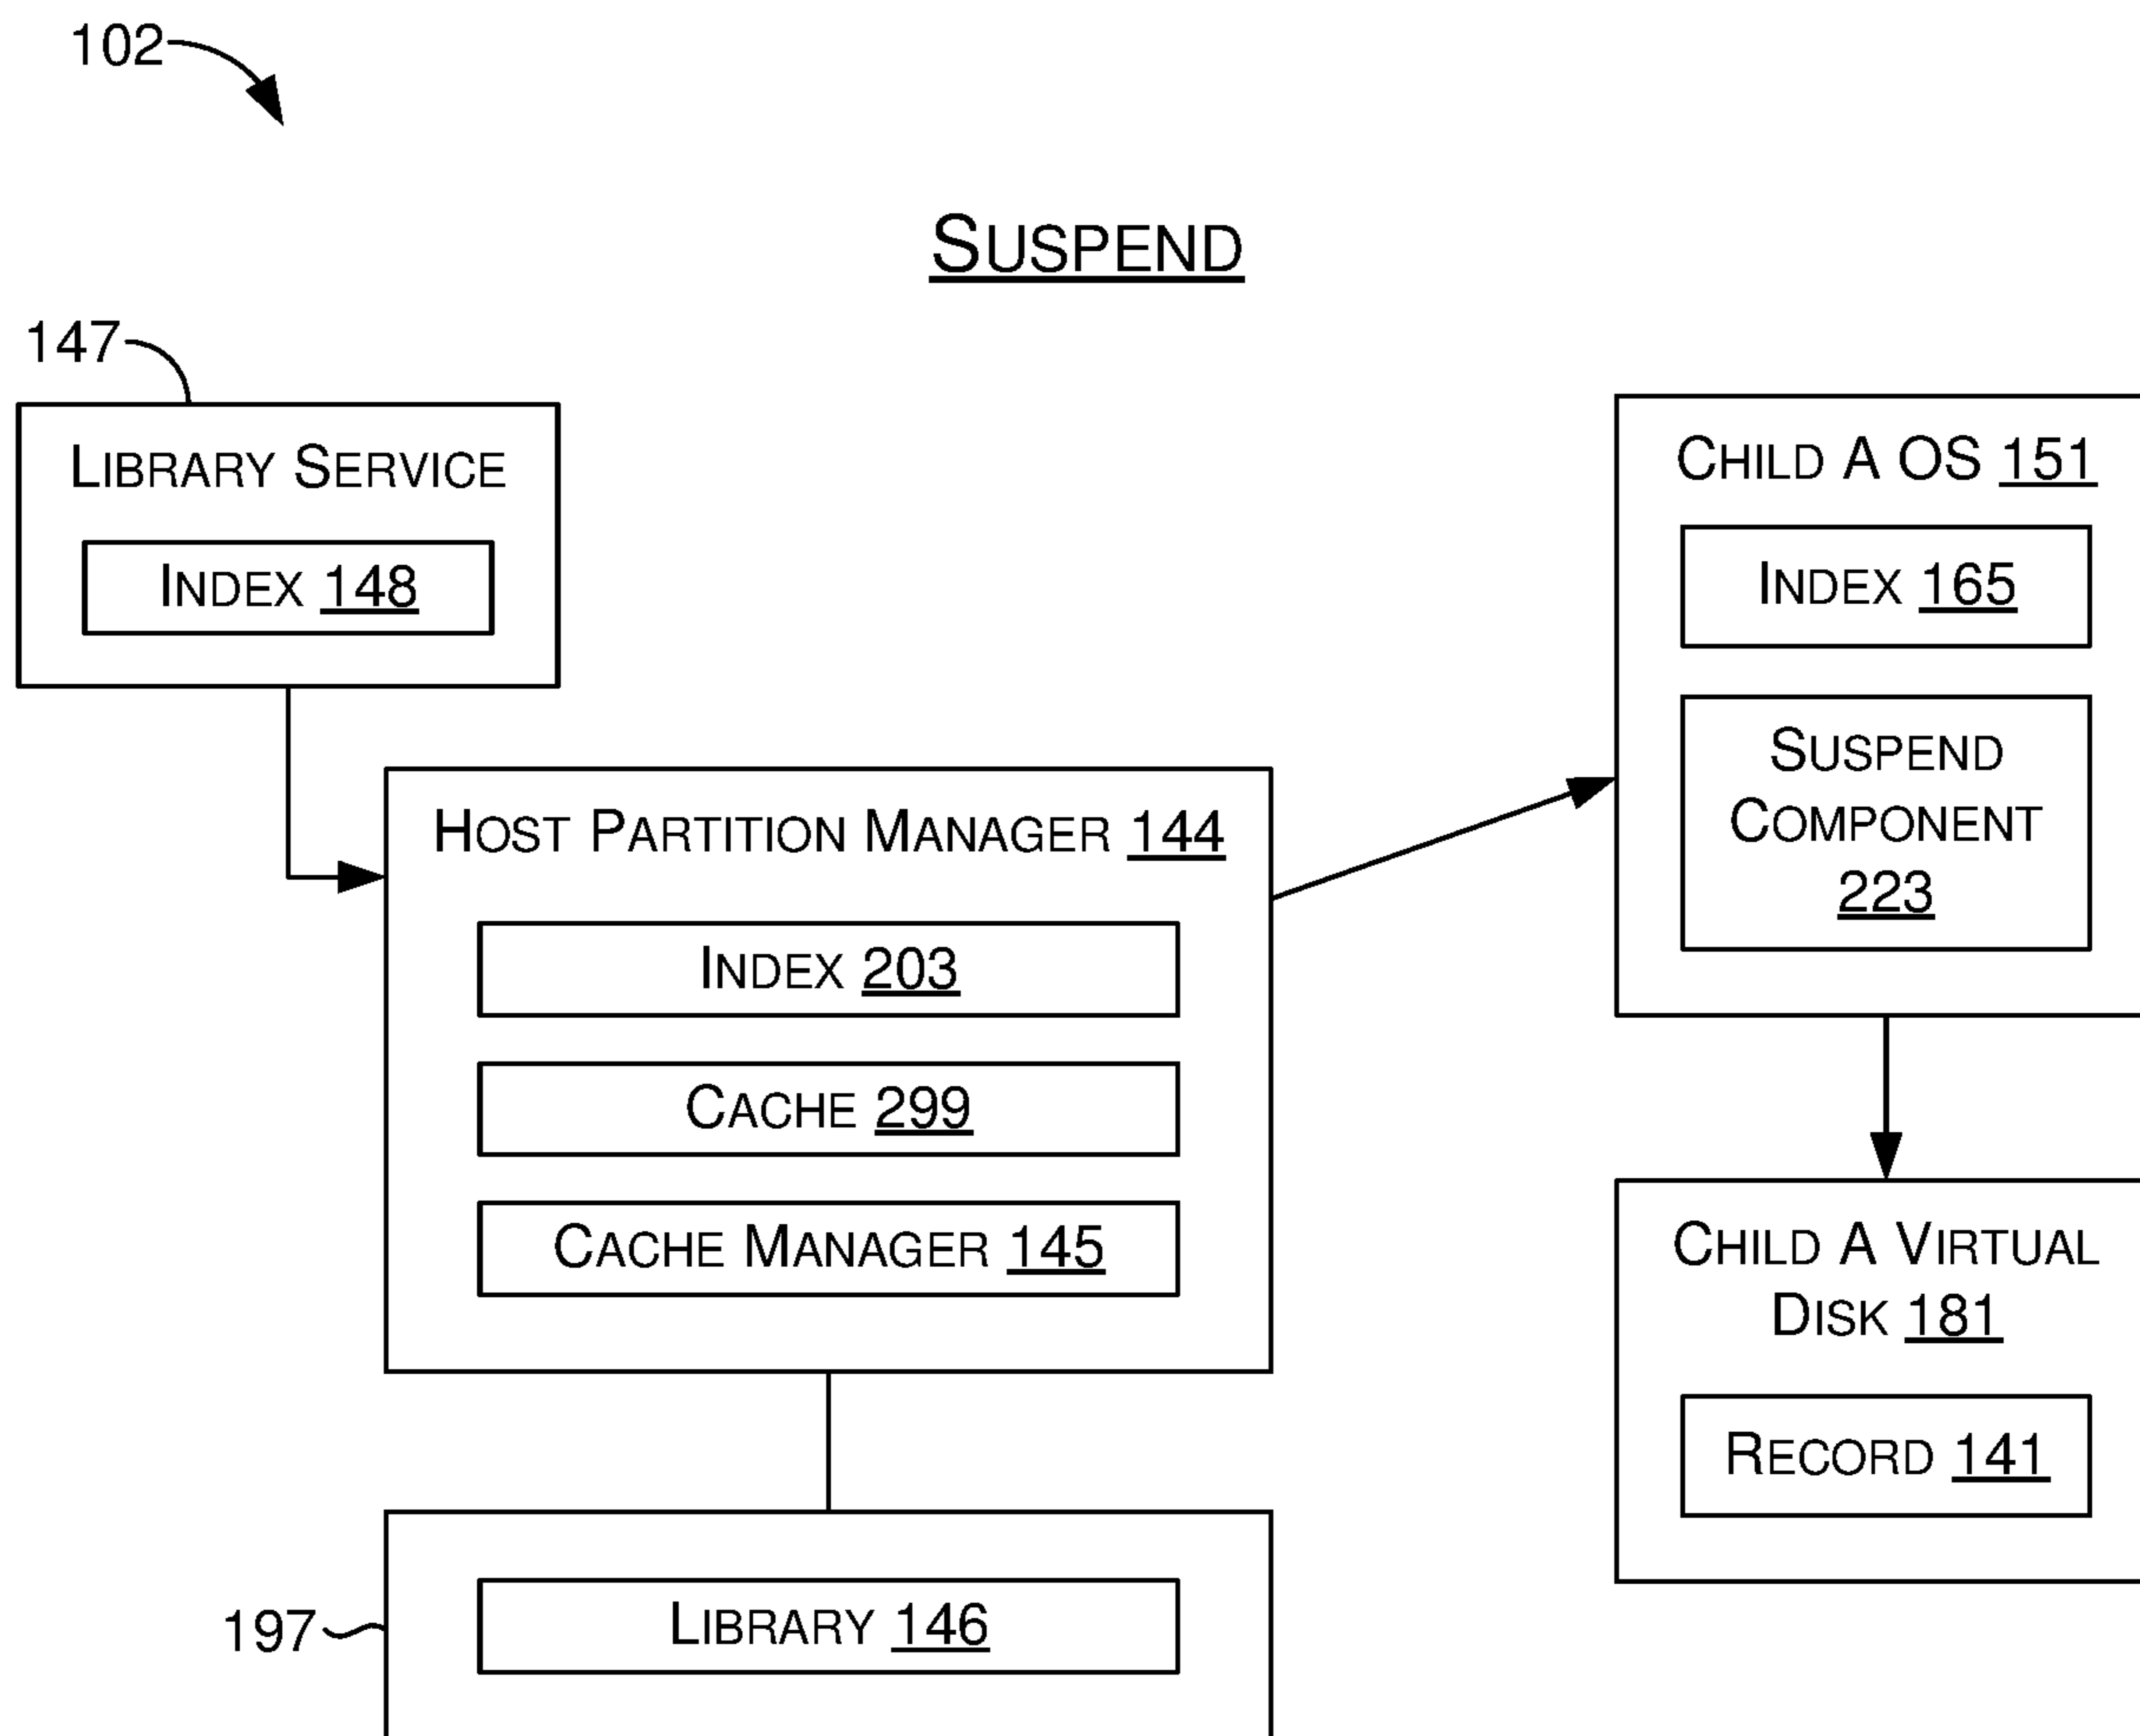 102
SUSPEND
147
LIBRARY SERVICE
INDEX 148
HOST PARTITION MANAGER 144
INDEX 203
CACHE 299
CACHE MANAGER 145
197
LIBRARY 146
CHILD A OS 151
INDEX 165
SUSPEND
COMPONENT
223
CHILD A VIRTUAL
DISK 181
RECORD 141